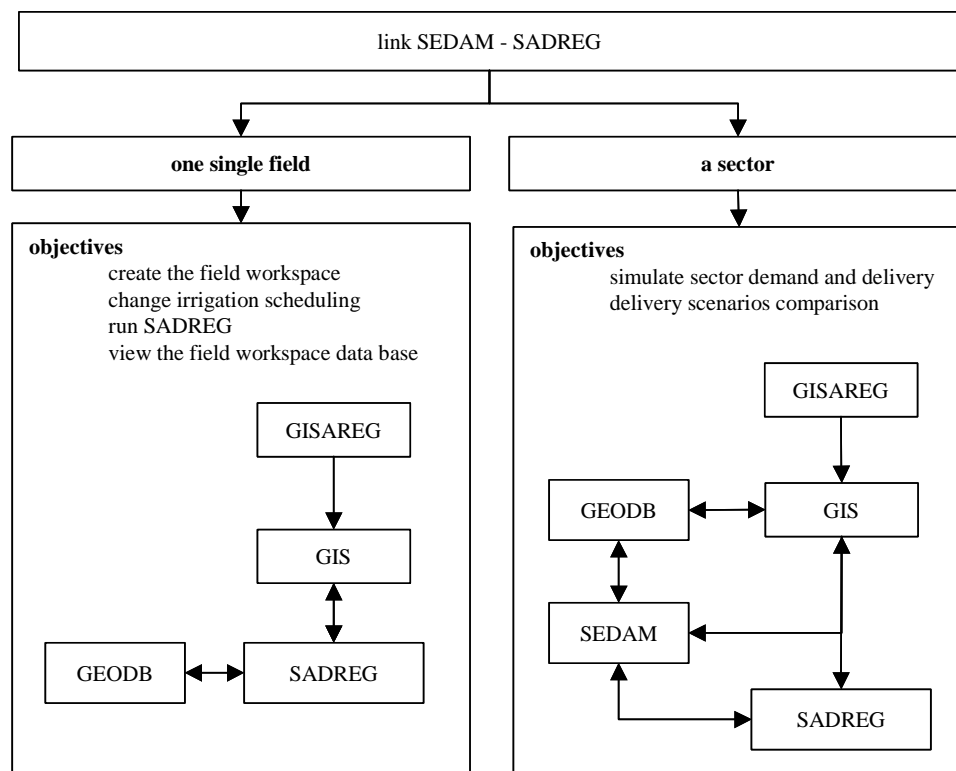 link SEDAM - SADREG
one single field
a sector
objectives
create the field workspace
change irrigation scheduling
run SADREG
view the field workspace data base
GISAREG
GIS
GEODB
SADREG
objectives
simulate sector demand and delivery
delivery scenarios comparison
GISAREG
GEODB
GIS
SEDAM
SADREG